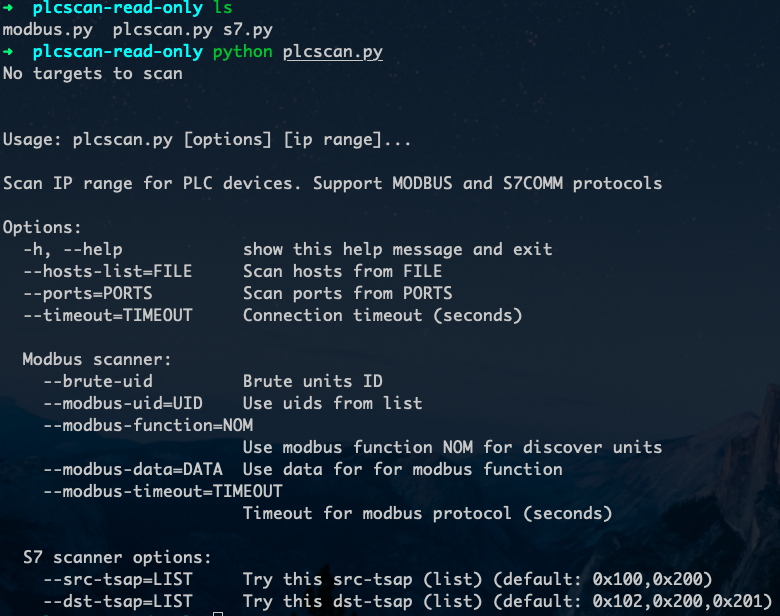 ➜  plcscan-read-only ls
modbus.py  plcscan.py s7.py
➜  plcscan-read-only python plcscan.py
No targets to scan
Usage: plcscan.py [options] [ip range]...
Scan IP range for PLC devices. Support MODBUS and S7COMM protocols
Options:
  -h, --help            show this help message and exit
  --hosts-list=FILE     Scan hosts from FILE
  --ports=PORTS         Scan ports from PORTS
  --timeout=TIMEOUT     Connection timeout (seconds)
  Modbus scanner:
    --brute-uid         Brute units ID
    --modbus-uid=UID    Use uids from list
    --modbus-function=NOM
                        Use modbus function NOM for discover units
    --modbus-data=DATA  Use data for for modbus function
    --modbus-timeout=TIMEOUT
                        Timeout for modbus protocol (seconds)
  S7 scanner options:
    --src-tsap=LIST     Try this src-tsap (list) (default: 0x100,0x200)
    --dst-tsap=LIST     Try this dst-tsap (list) (default: 0x102,0x200,0x201)